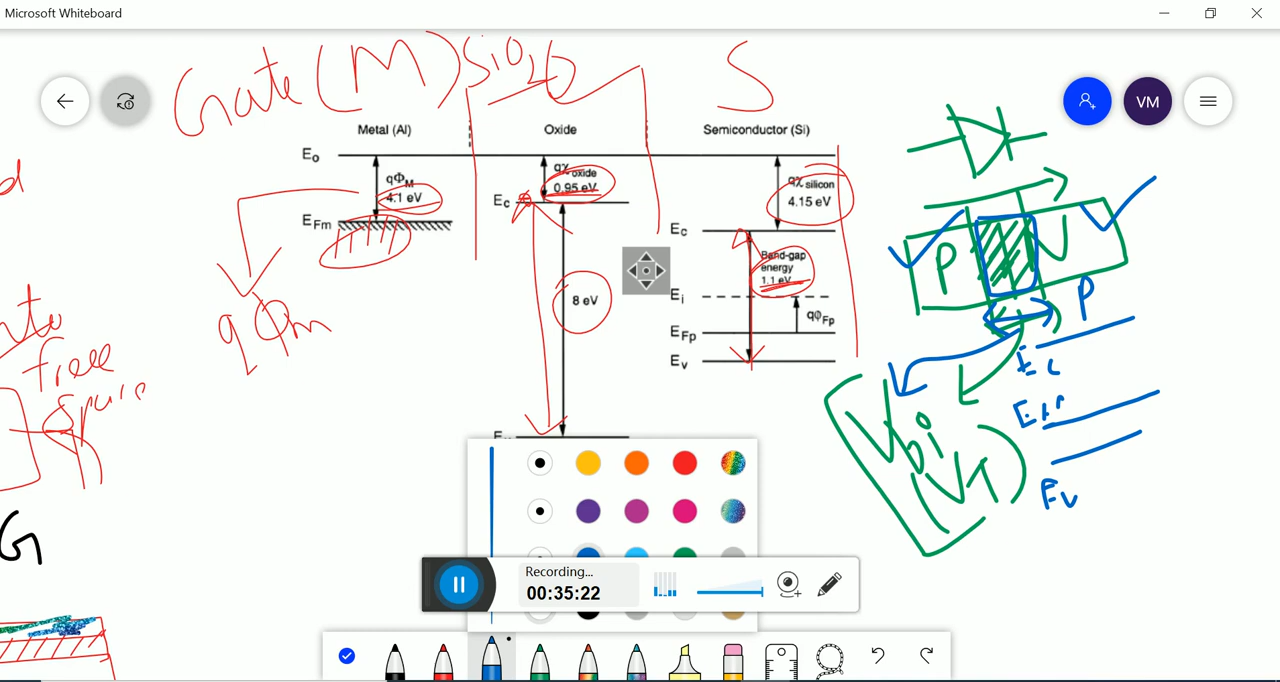 Microsoft Whiteboard
VM
Gate (M) SiO2 S
Metal (Al) Oxide Semiconductor (Si)
Eo
qΦM
4.1 eV
EFm
qχoxide
0.95 eV
Ec
8 eV
qχsilicon
4.15 eV
Ec
Band-gap
energy
1.1 eV
Ei
qϕFp
EFp
Ev
qΦm
free
P N
P
Ec
Ev
Vbi
(VT)
G
Recording...
00:35:22